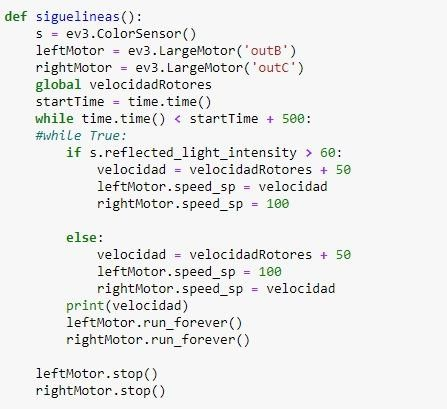 def siguelineas():
    s = ev3.ColorSensor()
    leftMotor = ev3.LargeMotor('outB')
    rightMotor = ev3.LargeMotor('outC')
    global velocidadRotores
    startTime = time.time()
    while time.time() < startTime + 500:
    #while True:
        if s.reflected_light_intensity > 60:
            velocidad = velocidadRotores + 50
            leftMotor.speed_sp = velocidad
            rightMotor.speed_sp = 100
        else:
            velocidad = velocidadRotores + 50
            leftMotor.speed_sp = 100
            rightMotor.speed_sp = velocidad
        print(velocidad)
        leftMotor.run_forever()
        rightMotor.run_forever()
    leftMotor.stop()
    rightMotor.stop()